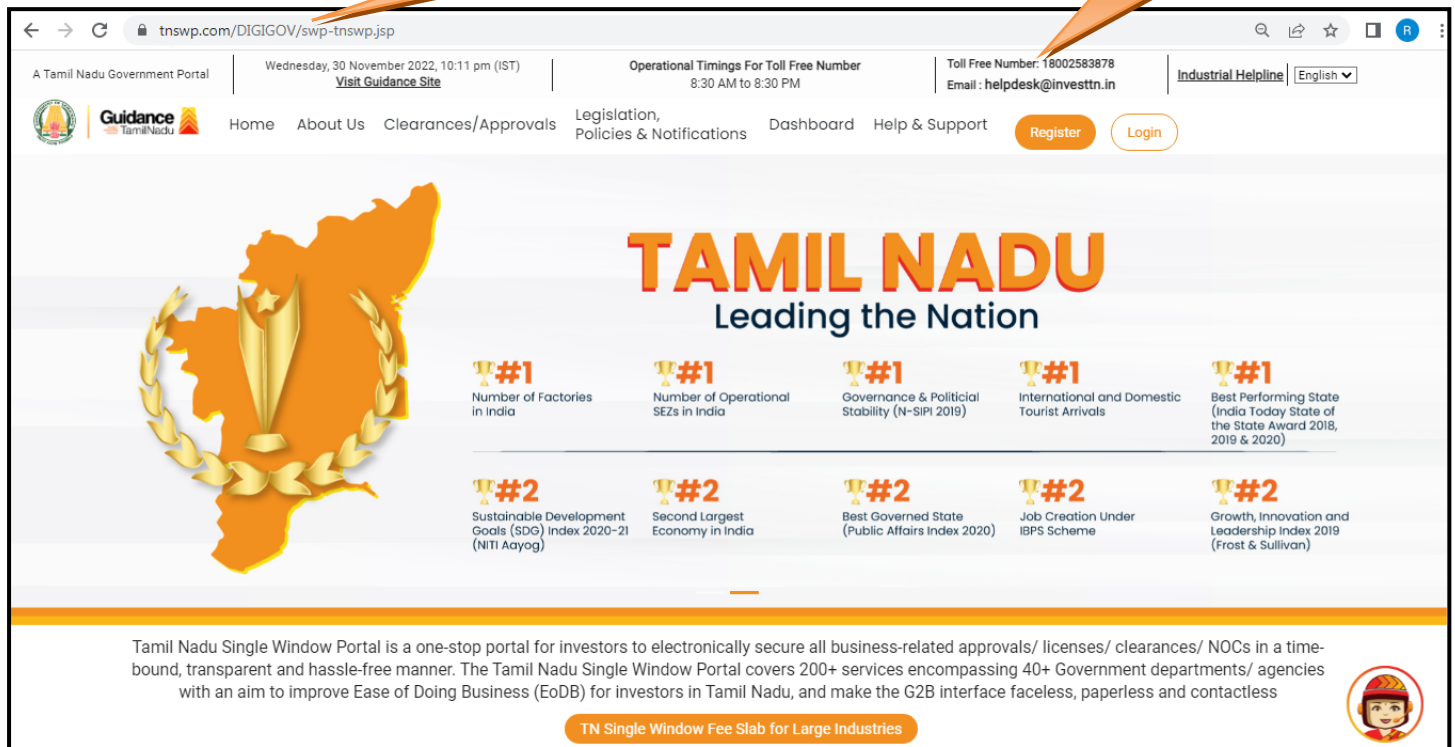 tnswp.com/DIGIGOV/swp-tnswp.jsp
R
A Tamil Nadu Government Portal
Wednesday, 30 November 2022, 10:11 pm (IST)
Visit Guidance Site
Operational Timings For Toll Free Number
8:30 AM to 8:30 PM
Toll Free Number: 18002583878
Email : helpdesk@investtn.in
Industrial Helpline
English
Guidance
TamilNadu
Home
About Us
Clearances/Approvals
Legislation,
Policies & Notifications
Dashboard
Help & Support
Register
Login
TAMIL NADU
Leading the Nation
#1
Number of Factories
in India
#1
Number of Operational
SEZs in India
#1
Governance & Politicial
Stability (N-SIPI 2019)
#1
International and Domestic
Tourist Arrivals
#1
Best Performing State
(India Today State of
the State Award 2018,
2019 & 2020)
#2
Sustainable Development
Goals (SDG) Index 2020-21
(NITI Aayog)
#2
Second Largest
Economy in India
#2
Best Governed State
(Public Affairs Index 2020)
#2
Job Creation Under
IBPS Scheme
#2
Growth, Innovation and
Leadership Index 2019
(Frost & Sullivan)
Tamil Nadu Single Window Portal is a one-stop portal for investors to electronically secure all business-related approvals/ licenses/ clearances/ NOCs in a time-
bound, transparent and hassle-free manner. The Tamil Nadu Single Window Portal covers 200+ services encompassing 40+ Government departments/ agencies
with an aim to improve Ease of Doing Business (EoDB) for investors in Tamil Nadu, and make the G2B interface faceless, paperless and contactless
TN Single Window Fee Slab for Large Industries